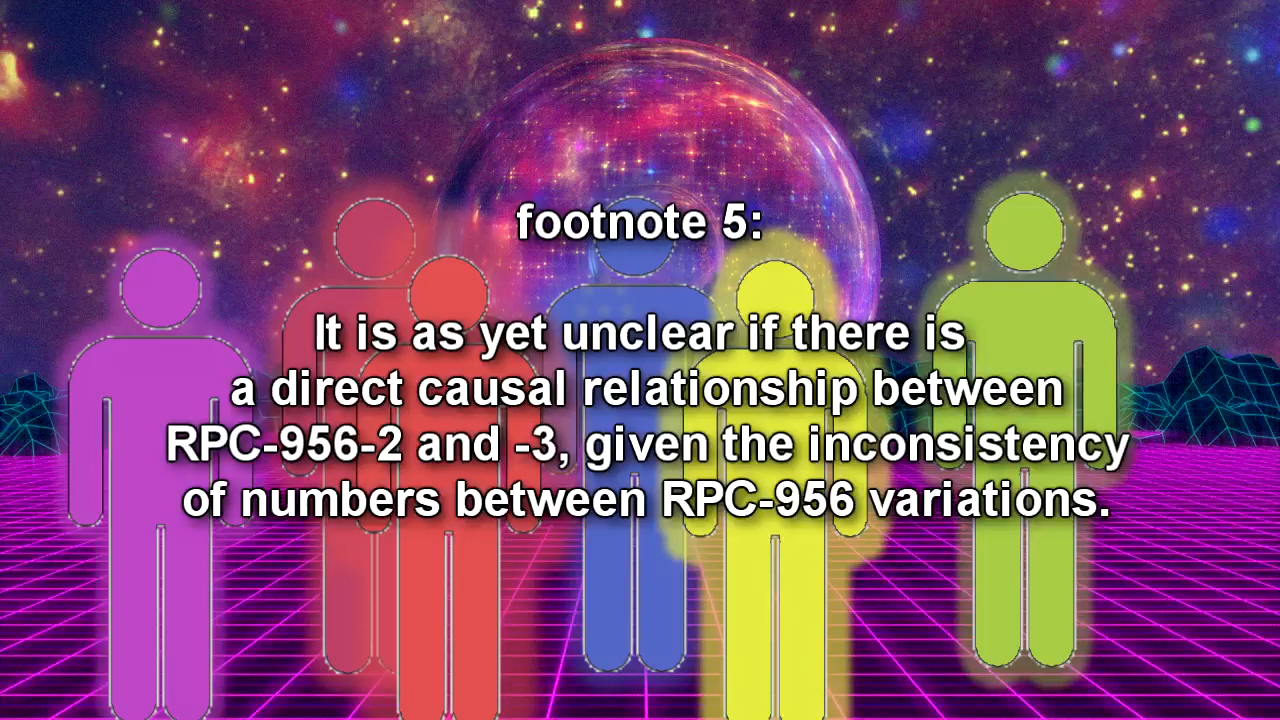 footnote 5:
It is as yet unclear if there is
a direct causal relationship between
RPC-956-2 and -3, given the inconsistency
of numbers between RPC-956 variations.